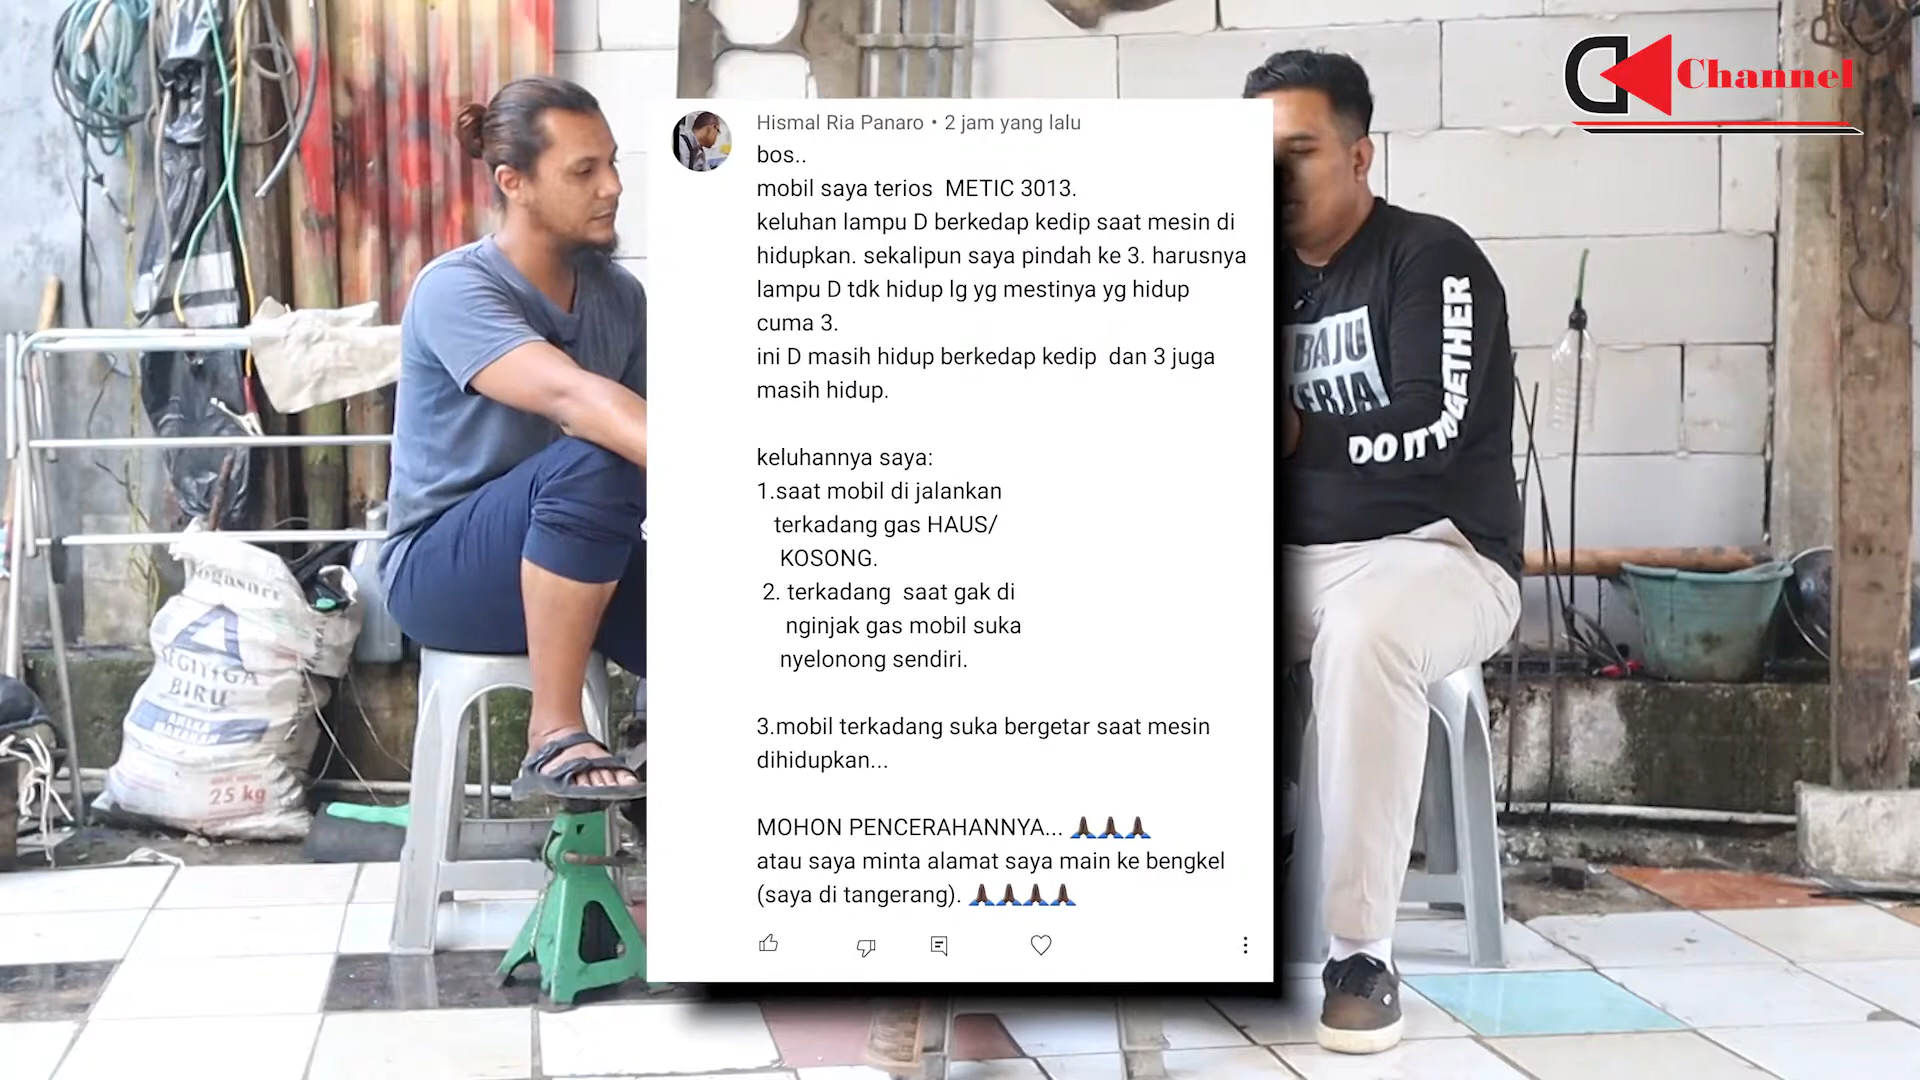 Channel
Hismal Ria Panaro • 2 jam yang lalu
bos..
mobil saya terios METIC 3013.
keluhan lampu D berkedap kedip saat mesin di
hidupkan. sekalipun saya pindah ke 3. harusnya
lampu D tdk hidup lg yg mestinya yg hidup
cuma 3.
ini D masih hidup berkedap kedip dan 3 juga
masih hidup.
keluhannya saya:
1.saat mobil di jalankan
terkadang gas HAUS/
KOSONG.
2. terkadang saat gak di
nginjak gas mobil suka
nyelonong sendiri.
3.mobil terkadang suka bergetar saat mesin
dihidupkan...
MOHON PENCERAHANNYA... 🙏🏿🙏🏿🙏🏿
atau saya minta alamat saya main ke bengkel
(saya di tangerang). 🙏🏿🙏🏿🙏🏿🙏🏿
BAJU
KERJA
DO IT TOGETHER
BIRU
25 kg